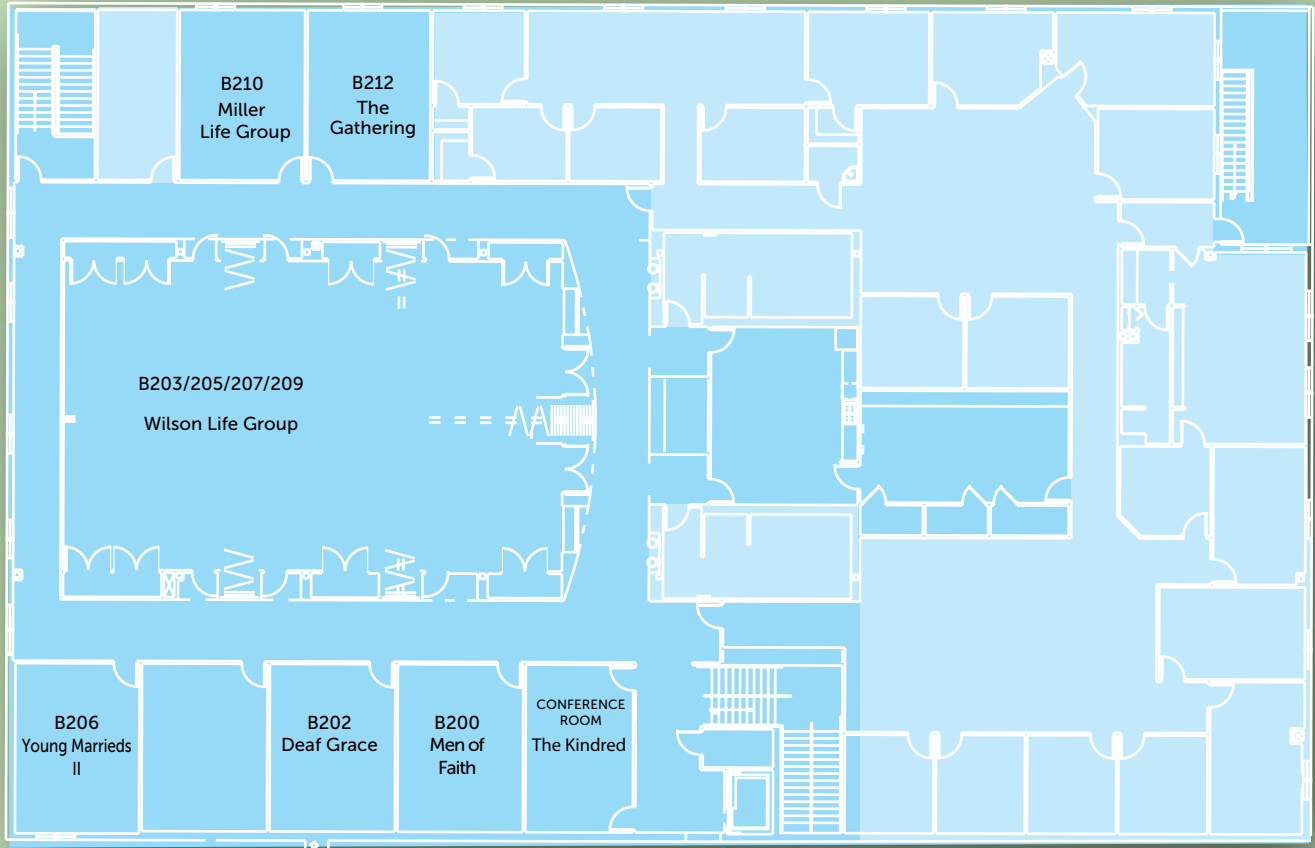 B210
Miller
Life Group
B212
The
Gathering
B203/205/207/209
Wilson Life Group
B206
Young Marrieds
II
B202
Deaf Grace
B200
Men of
Faith
CONFERENCE
ROOM
The Kindred